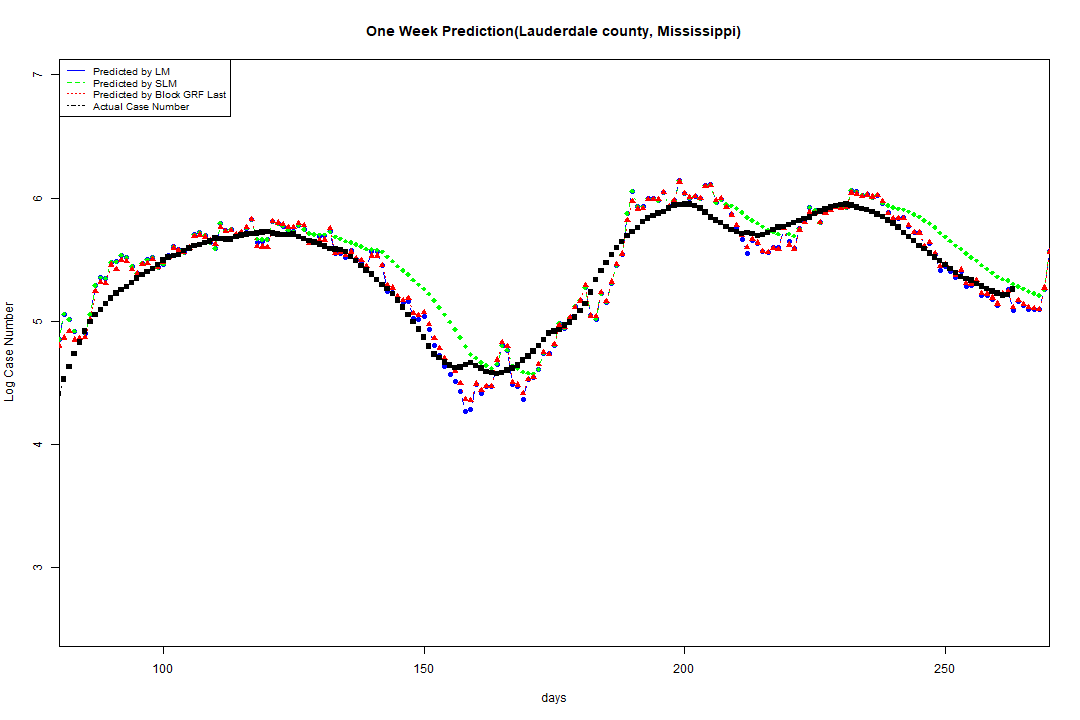 One Week Prediction(Lauderdale county, Mississippi)
Predicted by LM
Predicted by SLM
Predicted by Block GRF Last
Actual Case Number
7
6
5
4
3
Log Case Number
100
150
200
250
days